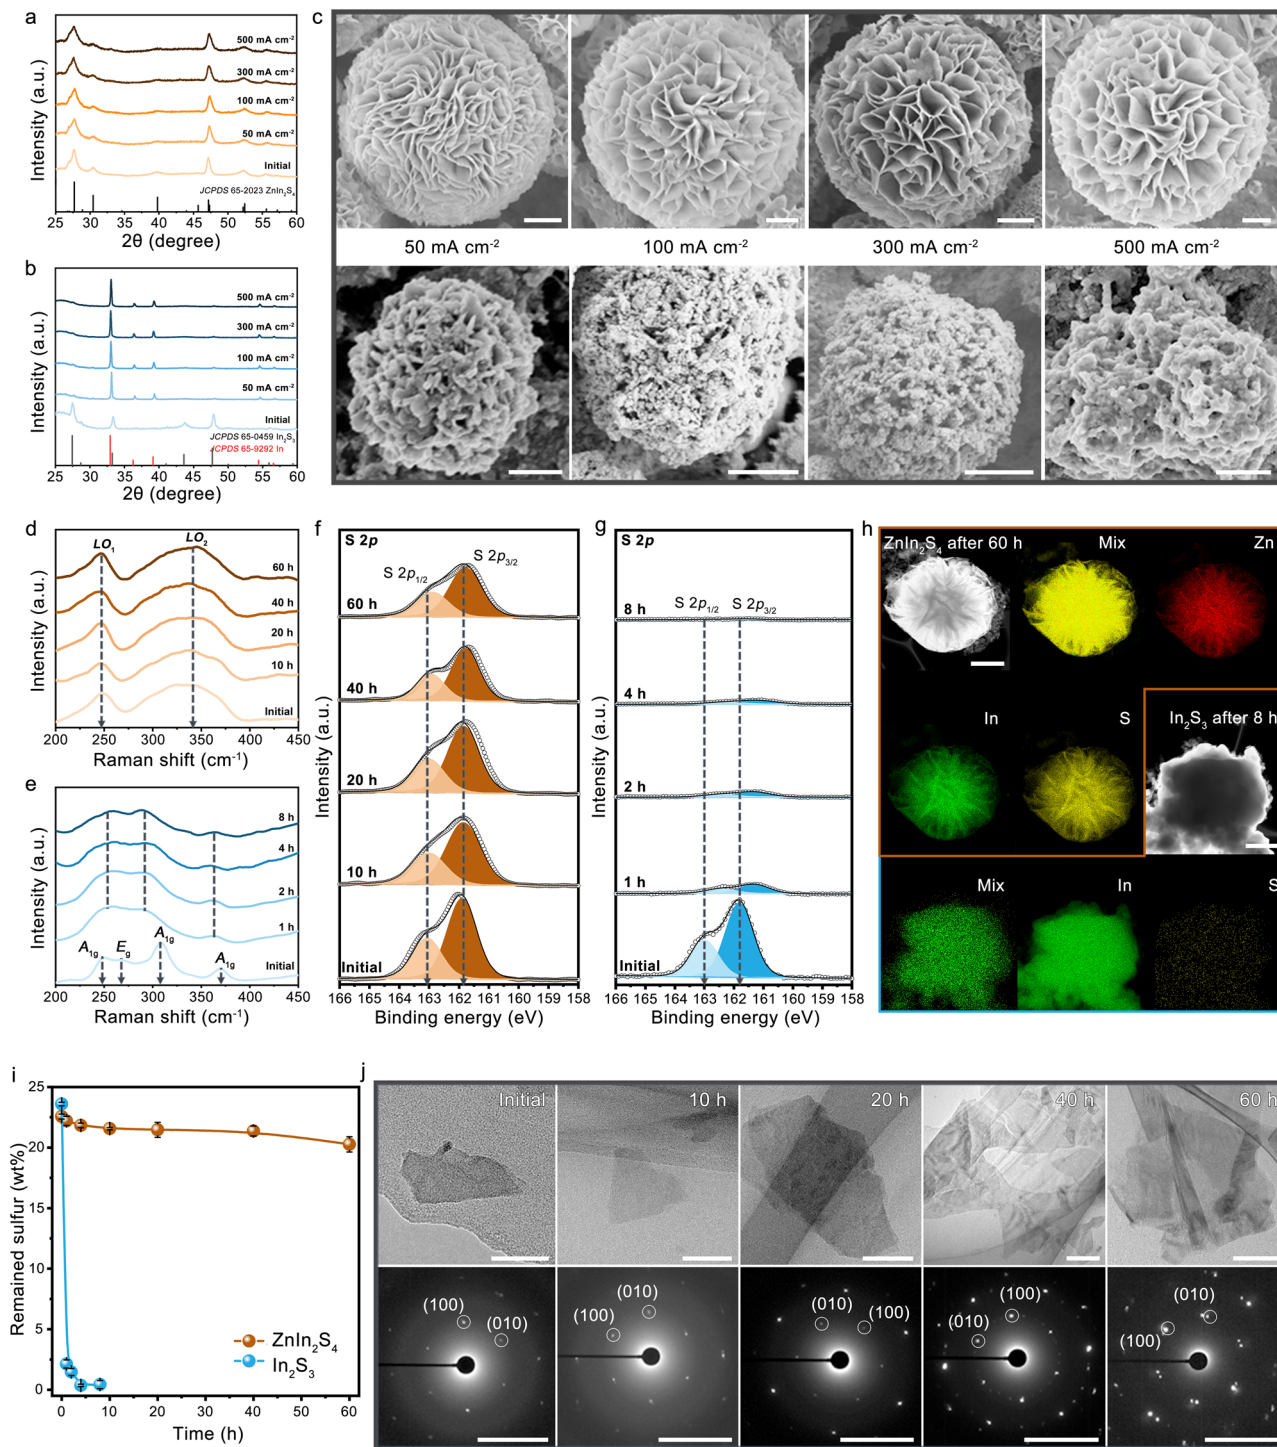 a
Intensity (a.u.)
500 mA cm⁻²
300 mA cm⁻²
100 mA cm⁻²
50 mA cm⁻²
Initial
JCPDS 65-2023 ZnIn₂S₄
25 30 35 40 45 50 55 60
2θ (degree)
b
Intensity (a.u.)
500 mA cm⁻²
300 mA cm⁻²
100 mA cm⁻²
50 mA cm⁻²
Initial
JCPDS 65-0459 In₂S₃
JCPDS 65-9292 In
25 30 35 40 45 50 55 60
2θ (degree)
c
50 mA cm⁻² 100 mA cm⁻² 300 mA cm⁻² 500 mA cm⁻²
d
Intensity (a.u.)
LO₁ LO₂
60 h
40 h
20 h
10 h
Initial
200 250 300 350 400 450
Raman shift (cm⁻¹)
e
Intensity (a.u.)
8 h
4 h
2 h
1 h
A₁g Eg A₁g A₁g
Initial
200 250 300 350 400 450
Raman shift (cm⁻¹)
f
Intensity (a.u.)
S 2p
S 2p₁/₂ S 2p₃/₂
60 h
40 h
20 h
10 h
Initial
166 165 164 163 162 161 160 159 158
Binding energy (eV)
g
Intensity (a.u.)
S 2p
8 h
S 2p₁/₂ S 2p₃/₂
4 h
2 h
1 h
Initial
166 165 164 163 162 161 160 159 158
Binding energy (eV)
h
ZnIn₂S₄ after 60 h Mix Zn
In S In₂S₃ after 8 h
Mix In S
i
Remained sulfur (wt%)
25
20
15
10
5
0
ZnIn₂S₄
In₂S₃
0 10 20 30 40 50 60
Time (h)
j
Initial 10 h 20 h 40 h 60 h
(100) (010)
(100) (010)
(010) (100)
(100) (010)
(010) (100)